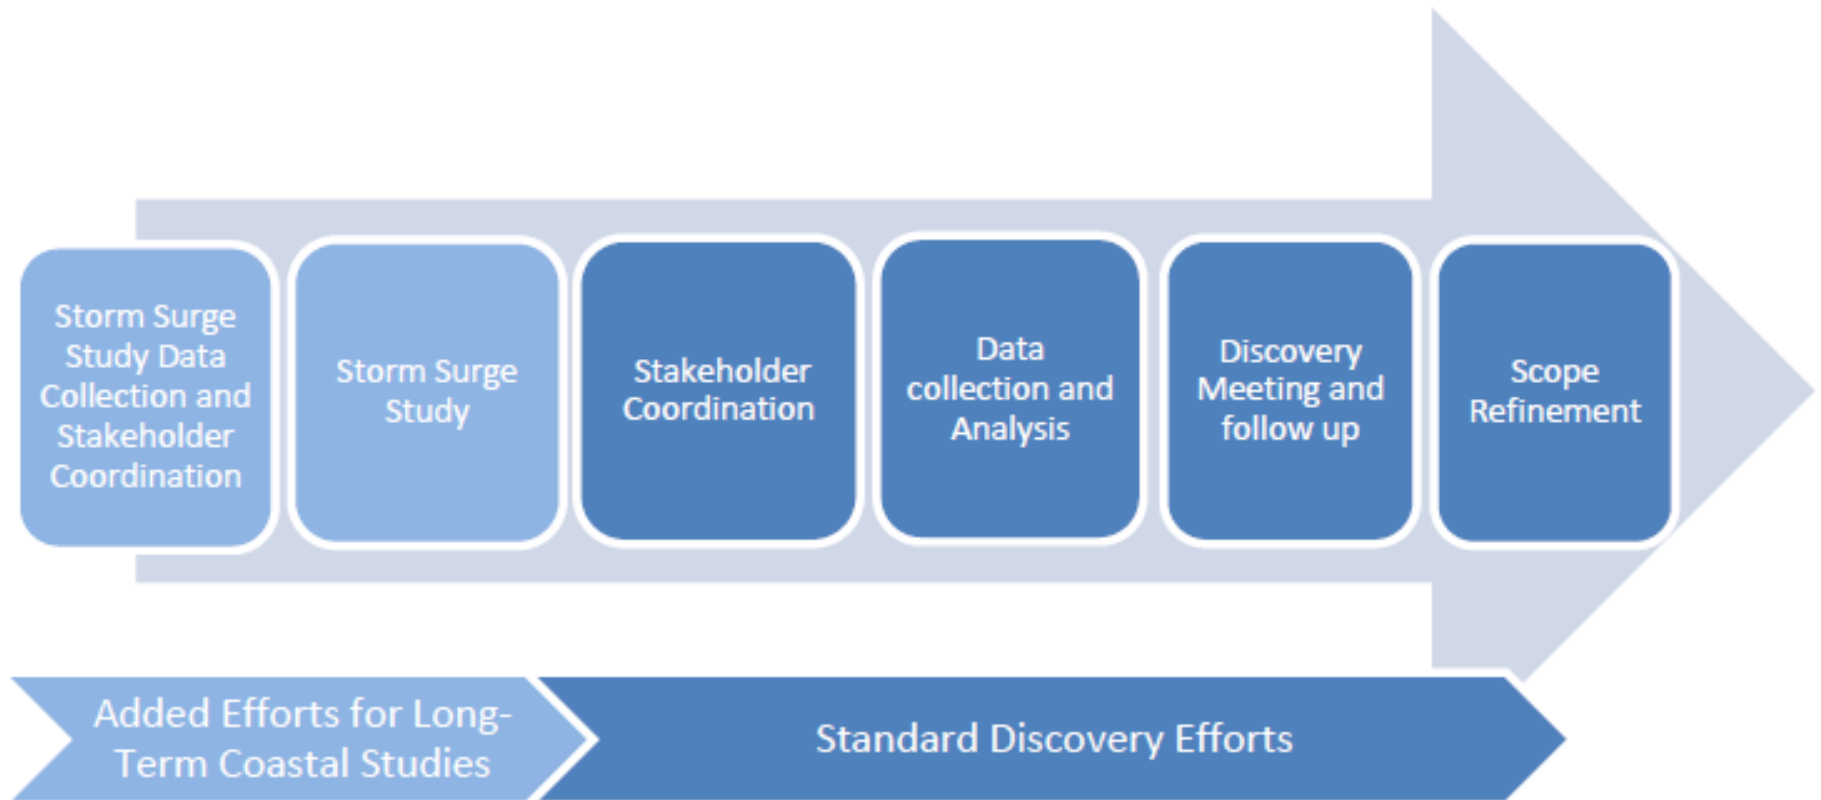 Storm Surge
Study Data
Collection and
Stakeholder
Coordination
Storm Surge
Study
Stakeholder
Coordination
Data
collection and
Analysis
Discovery
Meeting and
follow up
Scope
Refinement
Added Efforts for Long-
Term Coastal Studies
Standard Discovery Efforts